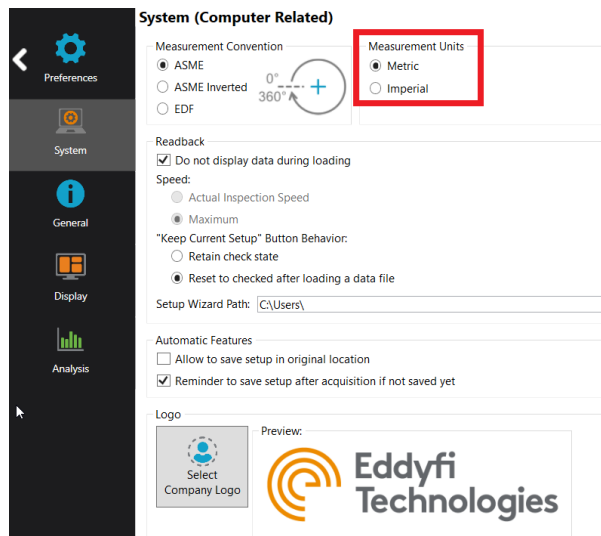 System (Computer Related)
Preferences
System
General
Display
Analysis
Measurement Convention
ASME
ASME Inverted
EDF
0°
360°
Measurement Units
Metric
Imperial
Readback
Do not display data during loading
Speed:
Actual Inspection Speed
Maximum
"Keep Current Setup" Button Behavior:
Retain check state
Reset to checked after loading a data file
Setup Wizard Path: C:\Users\
Automatic Features
Allow to save setup in original location
Reminder to save setup after acquisition if not saved yet
Logo
Select
Company Logo
Preview:
Eddyfi
Technologies